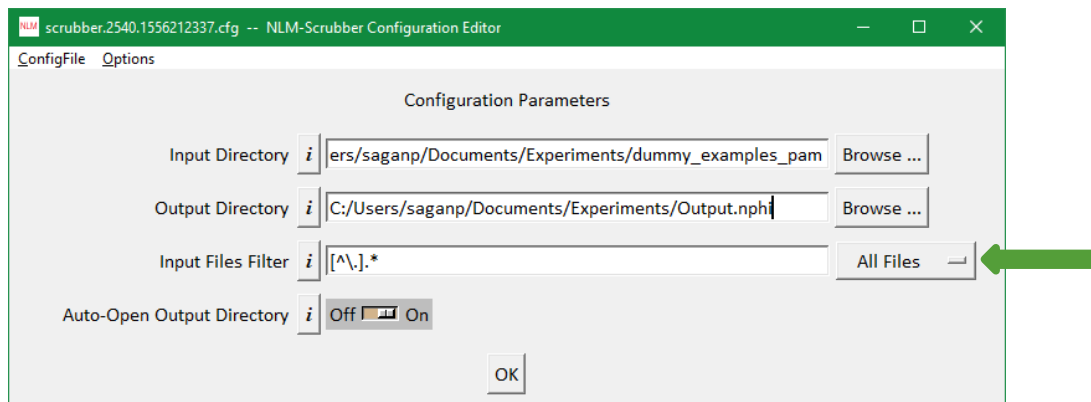 NLM scrubber.2540.1556212337.cfg -- NLM-Scrubber Configuration Editor
ConfigFile Options
Configuration Parameters
Input Directory i ers/saganp/Documents/Experiments/dummy_examples_pam Browse ...
Output Directory i C:/Users/saganp/Documents/Experiments/Output.nphi Browse ...
Input Files Filter i [^\.].* All Files
Auto-Open Output Directory i Off On
OK